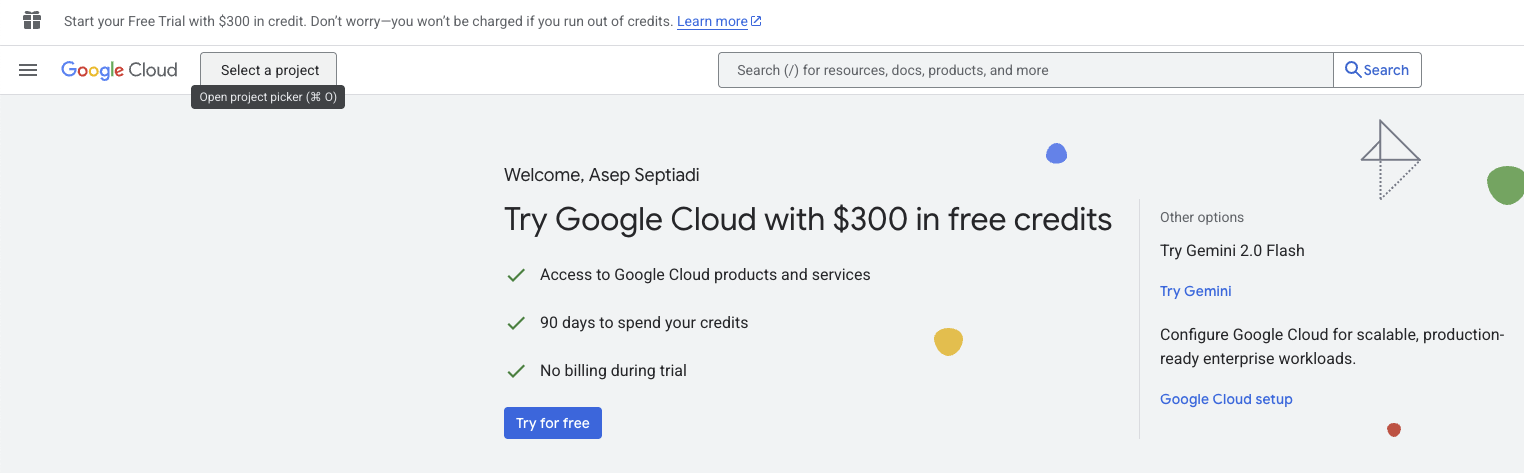 Start your Free Trial with $300 in credit. Don’t worry—you won’t be charged if you run out of credits. Learn more
Google Cloud
Select a project
Search (/) for resources, docs, products, and more
Search
Open project picker (⌘ O)
Welcome, Asep Septiadi
Try Google Cloud with $300 in free credits
Access to Google Cloud products and services
90 days to spend your credits
No billing during trial
Try for free
Other options
Try Gemini 2.0 Flash
Try Gemini
Configure Google Cloud for scalable, production-
ready enterprise workloads.
Google Cloud setup